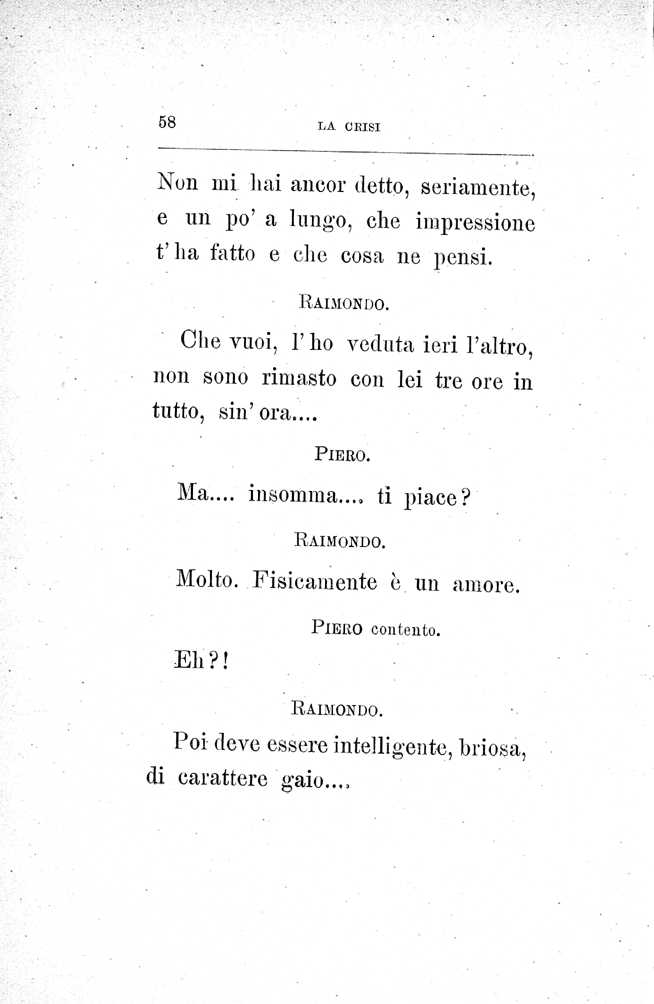 58 LA CRISI
Non mi hai ancor detto, seriamente,
e un po' a lungo, che impressione
t'ha fatto e che cosa ne pensi.
RAIMONDO.
Che vuoi, l'ho veduta ieri l'altro,
non sono rimasto con lei tre ore in
tutto, sin' ora....
PIERO.
Ma.... insomma.... ti piace?
RAIMONDO.
Molto. Fisicamente è un amore.
PIERO contento.
Eh?!
RAIMONDO.
Poi deve essere intelligente, briosa,
di carattere gaio....